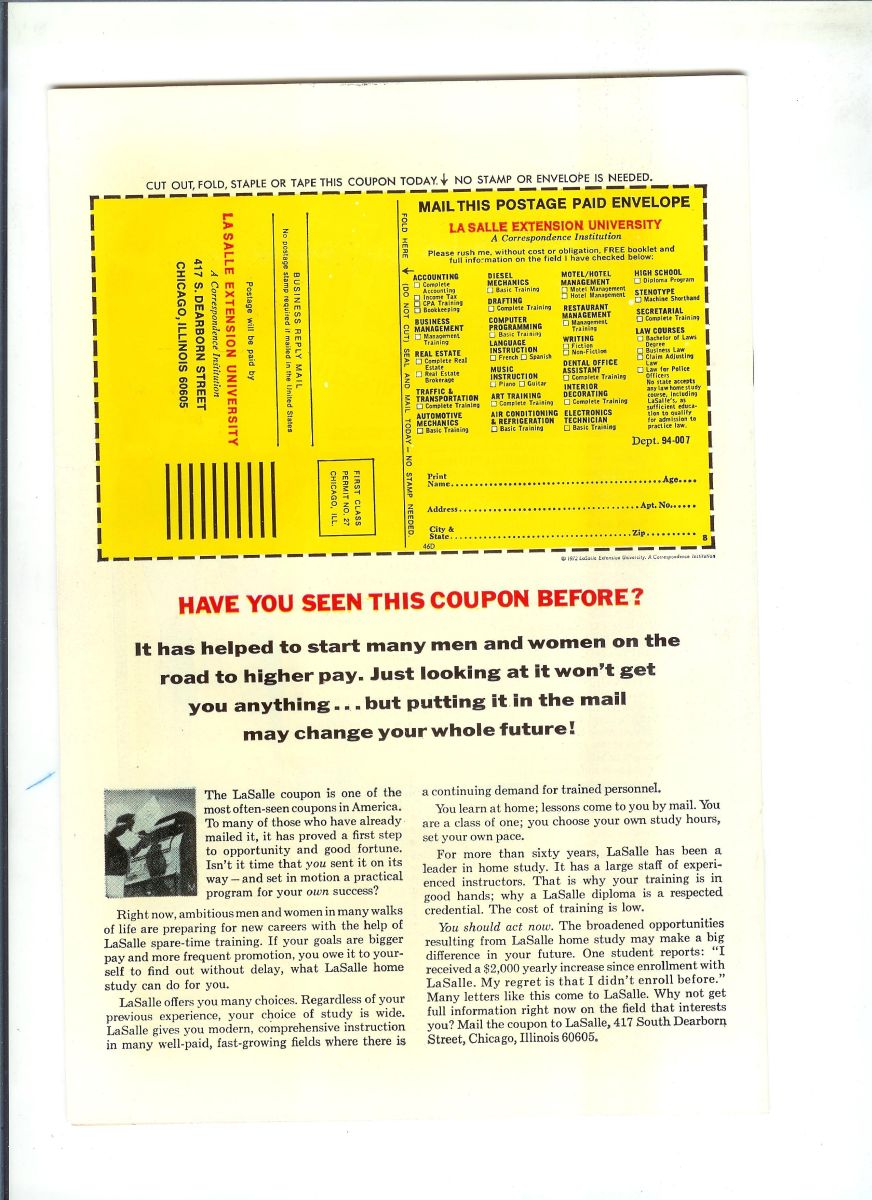 CUT OUT, FOLD, STAPLE OR TAPE THIS COUPON TODAY. NO STAMP OR ENVELOPE IS NEEDED.
Postage will be paid by
LA SALLE EXTENSION UNIVERSITY
A Correspondence Institution
417 S. DEARBORN STREET
CHICAGO, ILLINOIS 60605
BUSINESS REPLY MAIL
No postage stamp required if mailed in the United States
FIRST CLASS
PERMIT NO. 27
CHICAGO, ILL.
FOLD HERE (DO NOT CUT) SEAL AND MAIL TODAY — NO STAMP NEEDED.
MAIL THIS POSTAGE PAID ENVELOPE
LA SALLE EXTENSION UNIVERSITY
A Correspondence Institution
Please rush me, without cost or obligation, FREE booklet and
full information on the field I have checked below:
ACCOUNTING
Complete
Accounting
Income Tax
CPA Training
Bookkeeping
BUSINESS
MANAGEMENT
Management
Training
REAL ESTATE
Complete Real
Estate
Real Estate
Brokerage
TRAFFIC &
TRANSPORTATION
Complete Training
AUTOMOTIVE
MECHANICS
Basic Training
DIESEL
MECHANICS
Basic Training
DRAFTING
Complete Training
COMPUTER
PROGRAMMING
Basic Training
LANGUAGE
INSTRUCTION
French Spanish
MUSIC
INSTRUCTION
Piano Guitar
ART TRAINING
Complete Training
AIR CONDITIONING
& REFRIGERATION
Basic Training
MOTEL/HOTEL
MANAGEMENT
Motel Management
Hotel Management
RESTAURANT
MANAGEMENT
Management
Training
WRITING
Fiction
Non-Fiction
DENTAL OFFICE
ASSISTANT
Complete Training
INTERIOR
DECORATING
Complete Training
ELECTRONICS
TECHNICIAN
Basic Training
HIGH SCHOOL
Diploma Program
STENOTYPE
Machine Shorthand
SECRETARIAL
Complete Training
LAW COURSES
Bachelor of Laws
Degree
Business Law
Claim Adjusting
Law
Law for Police
Officers
No state accepts
any law home study
course, including
LaSalle's, as
sufficient educa-
tion to qualify
for admission to
practice law.
Dept. 94-007
Print
Name Age
Address Apt. No.
City &
State Zip
46D
B
© 1972 LaSalle Extension University, A Correspondence Institution
HAVE YOU SEEN THIS COUPON BEFORE?
It has helped to start many men and women on the
road to higher pay. Just looking at it won't get
you anything...but putting it in the mail
may change your whole future!
The LaSalle coupon is one of the
most often-seen coupons in America.
To many of those who have already
mailed it, it has proved a first step
to opportunity and good fortune.
Isn't it time that you sent it on its
way—and set in motion a practical
program for your own success?
Right now, ambitious men and women in many walks
of life are preparing for new careers with the help of
LaSalle spare-time training. If your goals are bigger
pay and more frequent promotion, you owe it to your-
self to find out without delay, what LaSalle home
study can do for you.
LaSalle offers you many choices. Regardless of your
previous experience, your choice of study is wide.
LaSalle gives you modern, comprehensive instruction
in many well-paid, fast-growing fields where there is
a continuing demand for trained personnel.
You learn at home; lessons come to you by mail. You
are a class of one; you choose your own study hours,
set your own pace.
For more than sixty years, LaSalle has been a
leader in home study. It has a large staff of experi-
enced instructors. That is why your training is in
good hands; why a LaSalle diploma is a respected
credential. The cost of training is low.
You should act now. The broadened opportunities
resulting from LaSalle home study may make a big
difference in your future. One student reports: "I
received a $2,000 yearly increase since enrollment with
LaSalle. My regret is that I didn't enroll before."
Many letters like this come to LaSalle. Why not get
full information right now on the field that interests
you? Mail the coupon to LaSalle, 417 South Dearborn
Street, Chicago, Illinois 60605.